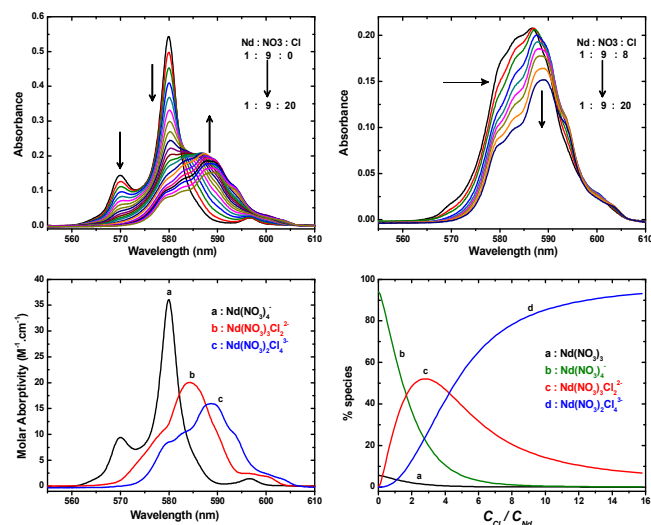 0.6
0.5
0.4
0.3
0.2
0.1
0.0
Absorbance
Nd : NO3 : Cl
1 : 9 : 0
1 : 9 : 20
560 570 580 590 600 610
Wavelength (nm)
0.20
0.15
0.10
0.05
0.00
Absorbance
Nd : NO3: Cl
1 : 9 : 8
1 : 9 : 20
560 570 580 590 600 610
Wavelength (nm)
40
35
30
25
20
15
10
5
0
Molar Aborptivity (M⁻¹.cm⁻¹)
a
b
c
a : Nd(NO₃)₄⁻
b : Nd(NO₃)₃Cl₂²⁻
c : Nd(NO₃)₂Cl₄³⁻
560 570 580 590 600 610
Wavelength (nm)
100
80
60
40
20
0
% species
d
b
c
a
a : Nd(NO₃)₃
b : Nd(NO₃)₄⁻
c : Nd(NO₃)₃Cl₂²⁻
d : Nd(NO₃)₂Cl₄³⁻
0 2 4 6 8 10 12 14 16
C_Cl / C_Nd